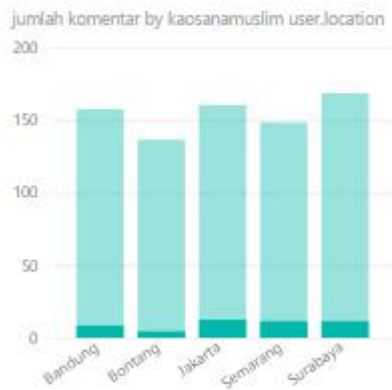 jumlah komentar by kaosanamuslim user.location
200
150
100
50
0
Bandung
Bontang
Jakarta
Semarang
Surabaya